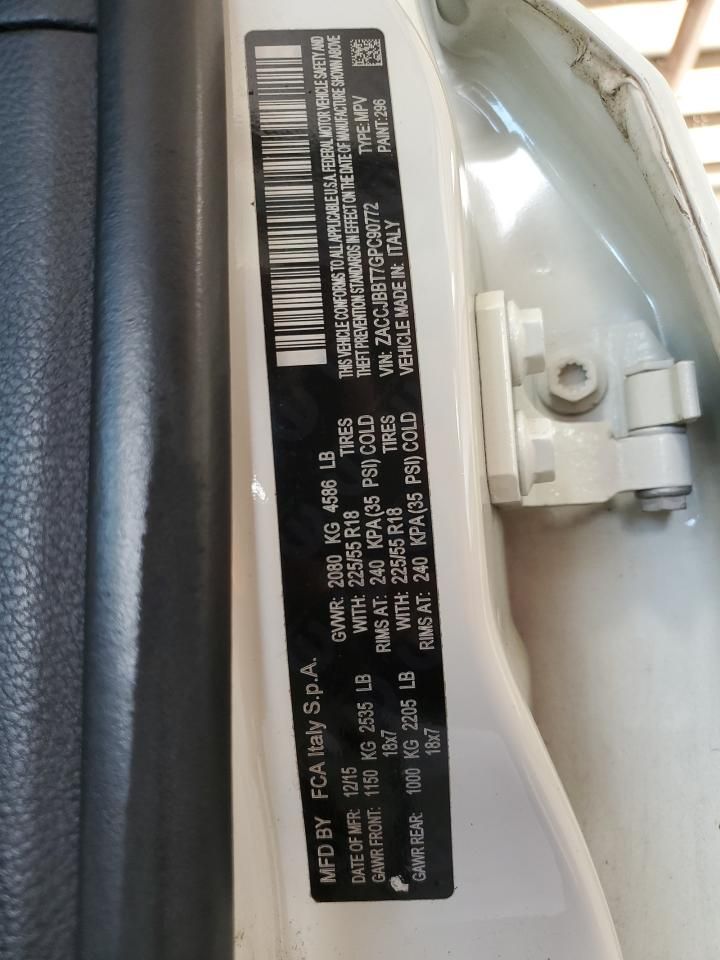 MFD BY FCA Italy S.p.A.
DATE OF MFR: 12/15 GVWR: 2080 KG 4586 LB
GAWR FRONT: 1150 KG 2535 LB WITH: 225/55 R18 TIRES
18x7 RIMS AT: 240 KPA(35 PSI) COLD
GAWR REAR: 1000 KG 2205 LB WITH: 225/55 R18 TIRES
18x7 RIMS AT: 240 KPA(35 PSI) COLD
THIS VEHICLE CONFORMS TO ALL APPLICABLE U.S.A. FEDERAL MOTOR VEHICLE SAFETY AND
THEFT PREVENTION STANDARDS IN EFFECT ON THE DATE OF MANUFACTURE SHOWN ABOVE
VIN: ZACCJBBT7GPC90772 TYPE: MPV
VEHICLE MADE IN: ITALY PAINT: 296